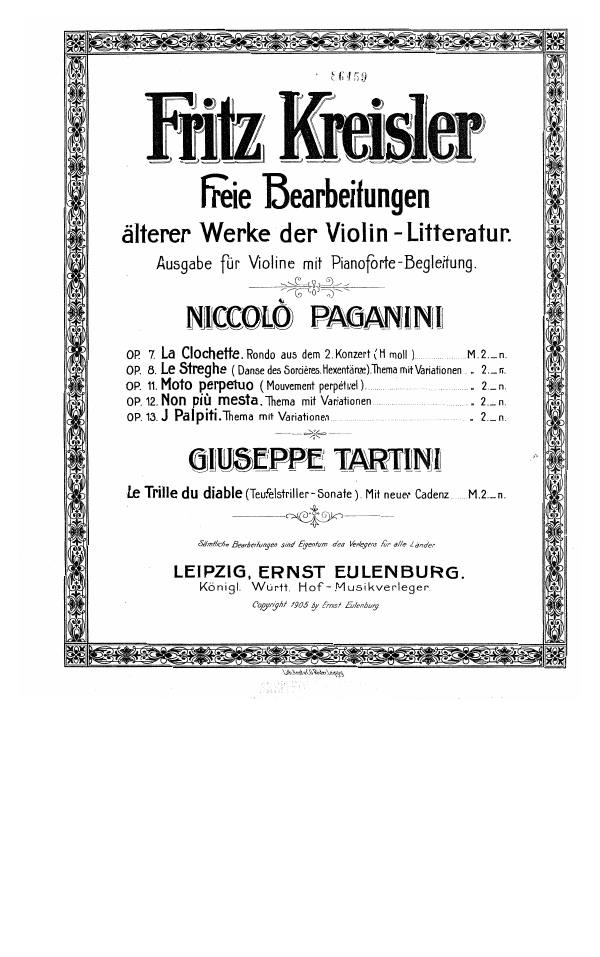 Fritz Kreisler
Freie Bearbeitungen
älterer Werke der Violin-Litteratur.
Ausgabe für Violine mit Pianoforte-Begleitung.
NICCOLÒ PAGANINI
OP. 7. La Clochette. Rondo aus dem 2. Konzert (H moll) M. 2._n.
OP. 8. Le Streghe (Danse des Sorcières. Hexentänze). Thema mit Variationen „ 2._n.
OP. 11. Moto perpetuo (Mouvement perpétuel) „ 2._n.
OP. 12. Non più mesta. Thema mit Variationen „ 2._n.
OP. 13. J Palpiti. Thema mit Variationen „ 2._n.
GIUSEPPE TARTINI
Le Trille du diable (Teufelstriller-Sonate). Mit neuer Cadenz M. 2._n.
Sämtliche Bearbeitungen sind Eigentum des Verlegers für alle Länder
LEIPZIG, ERNST EULENBURG.
Königl. Württ. Hof-Musikverleger
Copyright 1905 by Ernst Eulenburg